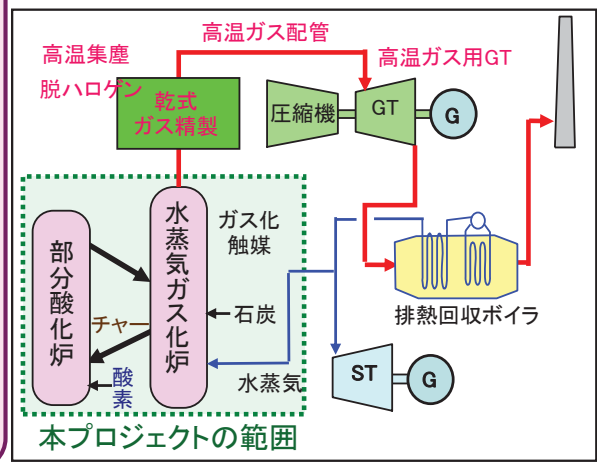 高温ガス配管
高温集塵
脱ハロゲン
高温ガス用GT
乾式
ガス精製
圧縮機
GT
G
部分酸化炉
水蒸気ガス化炉
ガス化
触媒
チャー
石炭
酸素
水蒸気
排熱回収ボイラ
ST
G
本プロジェクトの範囲